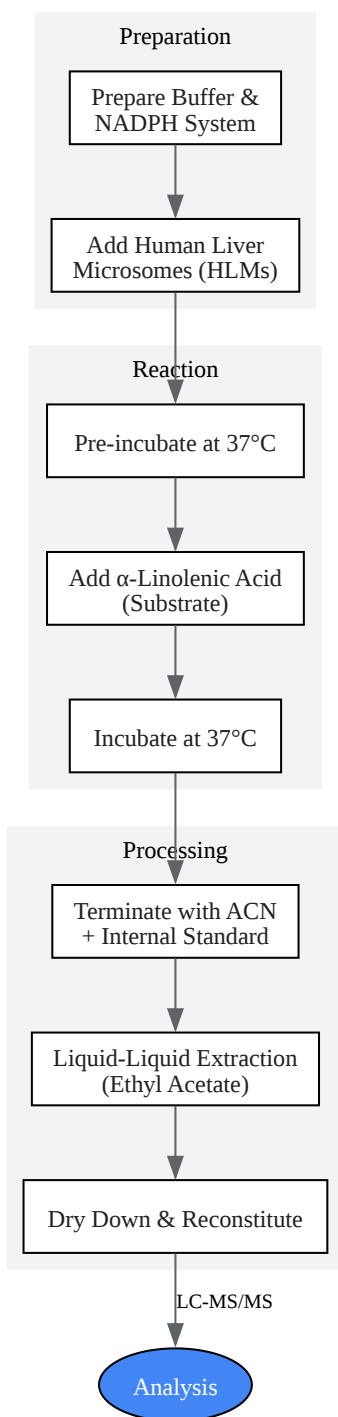 Preparation
Prepare Buffer &
NADPH System
Add Human Liver
Microsomes (HLMs)
Reaction
Pre-incubate at 37°C
Add α-Linolenic Acid
(Substrate)
Incubate at 37°C
Processing
Terminate with ACN
+ Internal Standard
Liquid-Liquid Extraction
(Ethyl Acetate)
Dry Down & Reconstitute
LC-MS/MS
Analysis